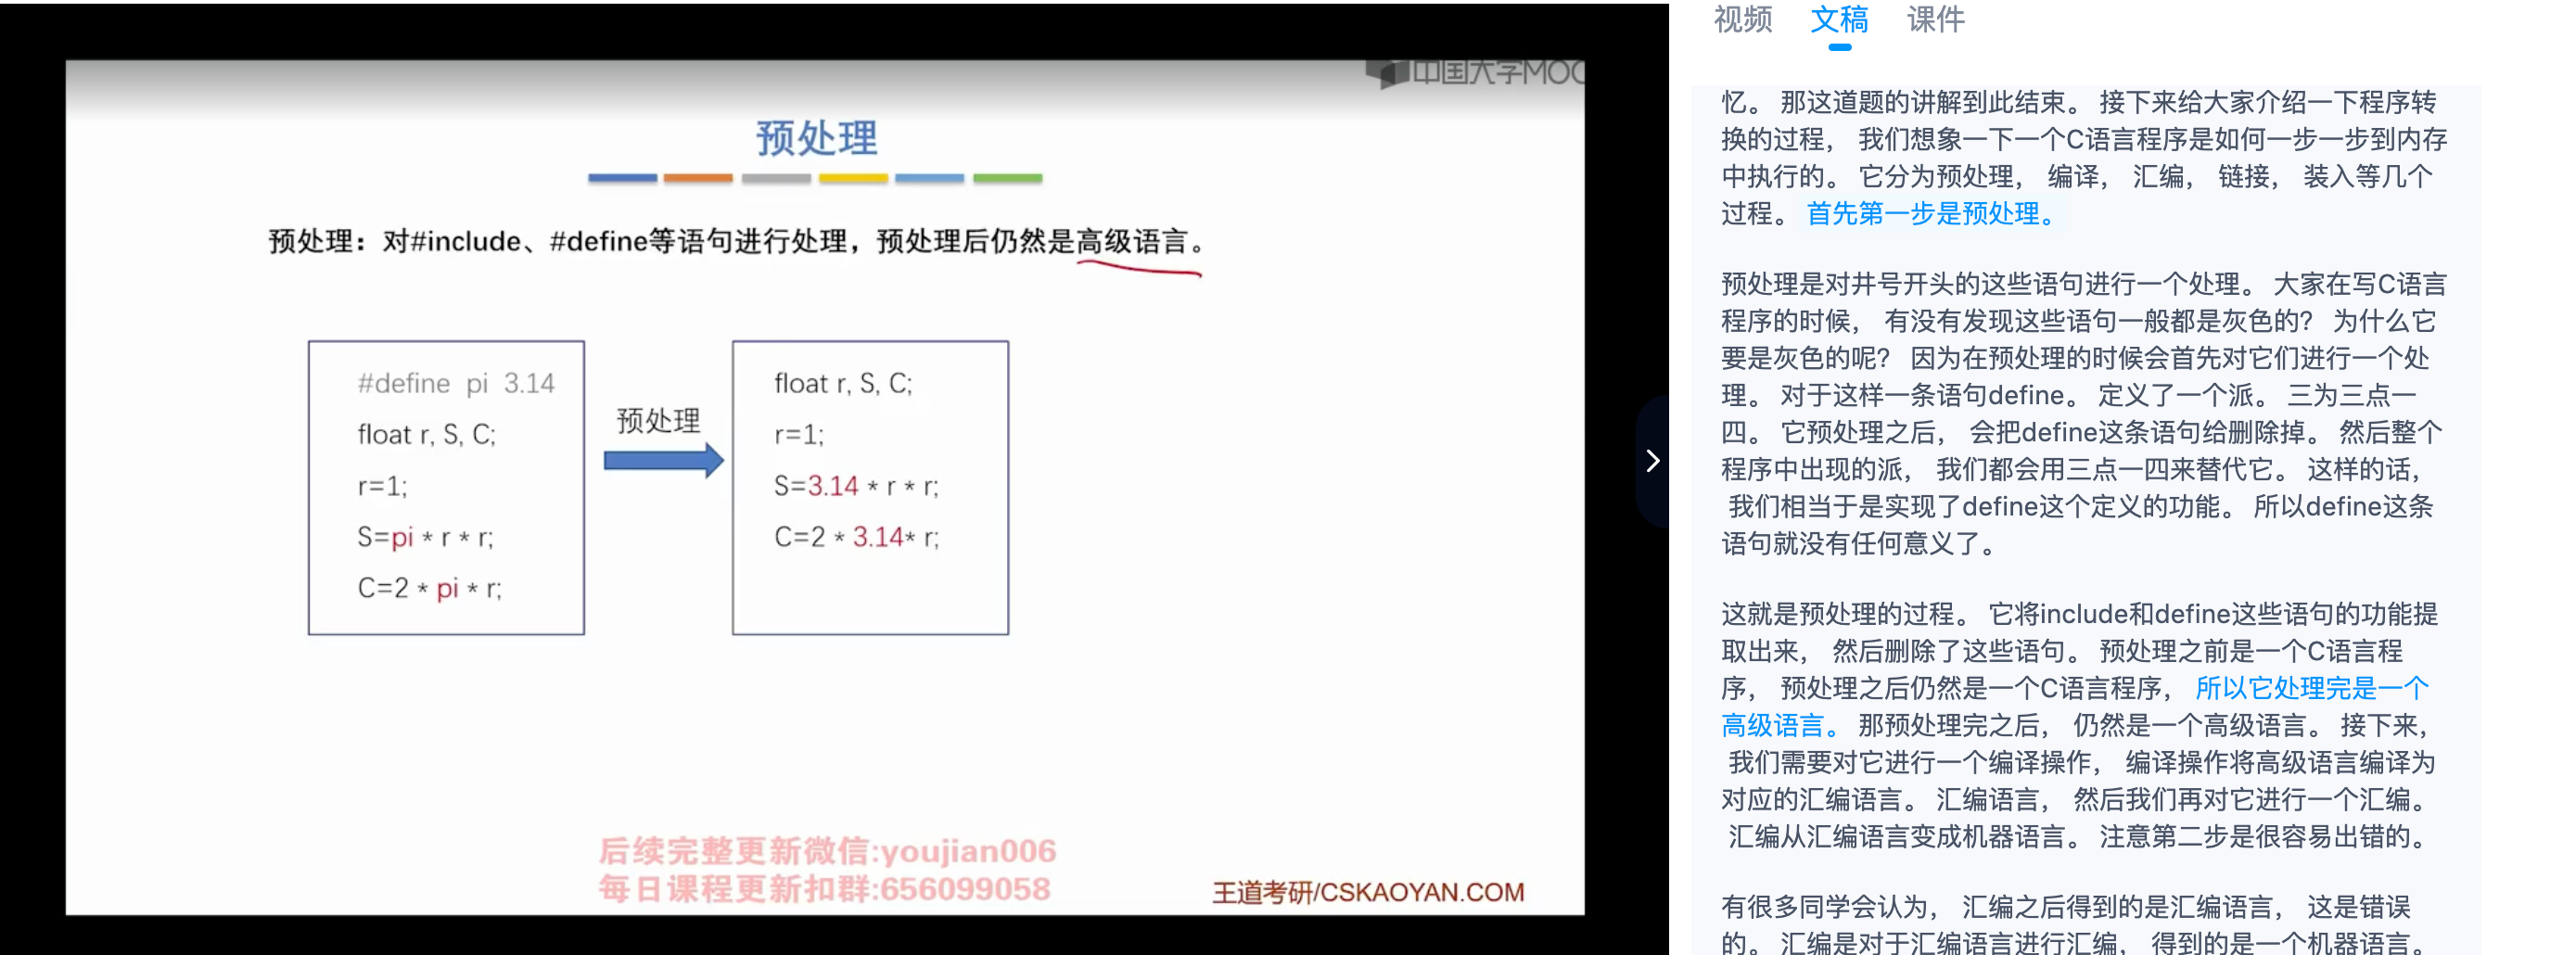 中国大学MOO
预处理
预处理：对#include、#define等语句进行处理，预处理后仍然是高级语言。
#define pi 3.14
float r, S, C;
r=1;
S=pi * r * r;
C=2 * pi * r;
预处理
float r, S, C;
r=1;
S=3.14 * r * r;
C=2 * 3.14* r;
后续完整更新微信:youjian006
每日课程更新扣群:656099058
王道考研/CSKAOYAN.COM
视频 文稿 课件
忆。 那这道题的讲解到此结束。 接下来给大家介绍一下程序转
换的过程， 我们想象一下一个C语言程序是如何一步一步到内存
中执行的。 它分为预处理， 编译， 汇编， 链接， 装入等几个
过程。 首先第一步是预处理。
预处理是对井号开头的这些语句进行一个处理。 大家在写C语言
程序的时候， 有没有发现这些语句一般都是灰色的？ 为什么它
要是灰色的呢？ 因为在预处理的时候会首先对它们进行一个处
理。 对于这样一条语句define。 定义了一个派。 三为三点一
四。 它预处理之后， 会把define这条语句给删除掉。 然后整个
程序中出现的派， 我们都会用三点一四来替代它。 这样的话，
我们相当于是实现了define这个定义的功能。 所以define这条
语句就没有任何意义了。
这就是预处理的过程。 它将include和define这些语句的功能提
取出来， 然后删除了这些语句。 预处理之前是一个C语言程
序， 预处理之后仍然是一个C语言程序， 所以它处理完是一个
高级语言。 那预处理完之后， 仍然是一个高级语言。 接下来，
我们需要对它进行一个编译操作， 编译操作将高级语言编译为
对应的汇编语言。 汇编语言， 然后我们再对它进行一个汇编。
汇编从汇编语言变成机器语言。 注意第二步是很容易出错的。
有很多同学会认为， 汇编之后得到的是汇编语言， 这是错误
的。 汇编是对于汇编语言进行汇编， 得到的是一个机器语言。